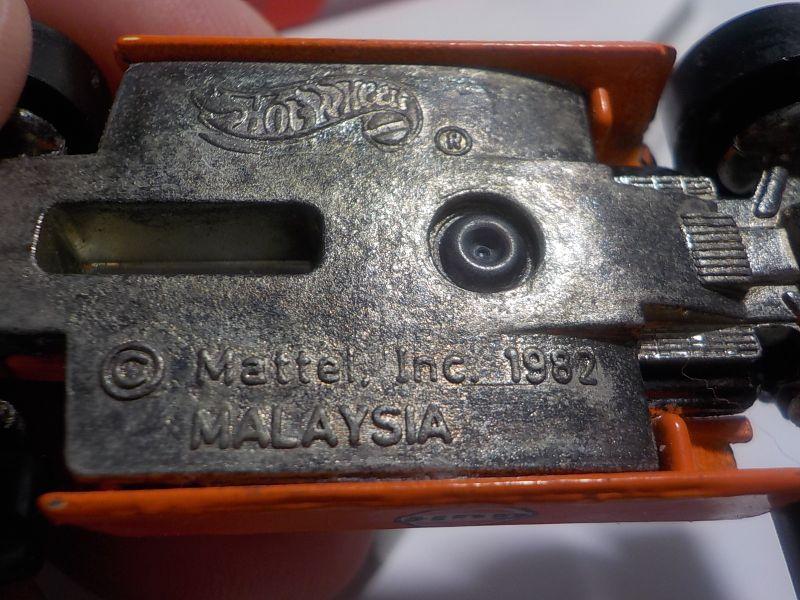 Hot Wheels ®
© Mattel, Inc. 1982
MALAYSIA